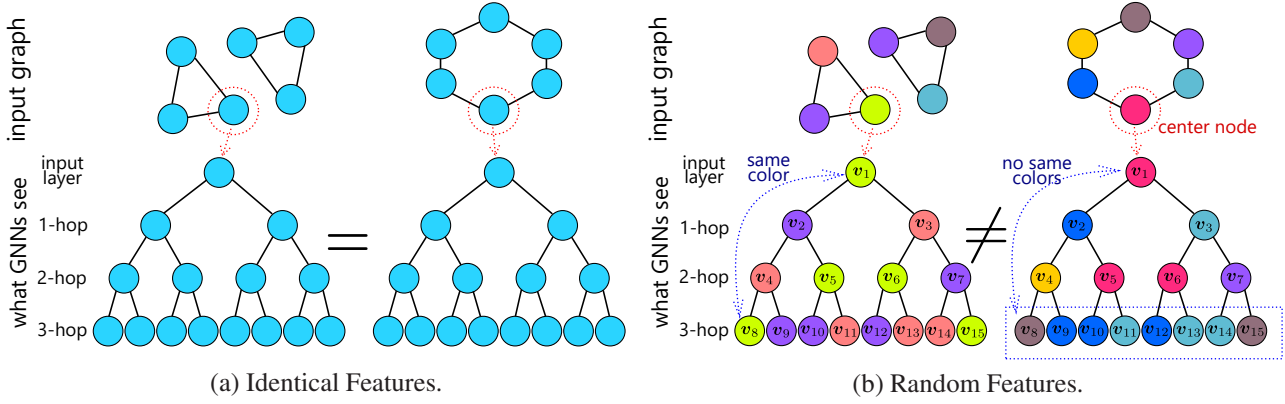 input graph
what GNNs see
input
layer
1-hop
2-hop
3-hop
=
(a) Identical Features.
input graph
what GNNs see
center node
input
layer
1-hop
2-hop
3-hop
same
color
no same
colors
v1
v2
v3
v4
v5
v6
v7
v8
v9
v10
v11
v12
v13
v14
v15
≠
v1
v2
v3
v4
v5
v6
v7
v8
v9
v10
v11
v12
v13
v14
v15
(b) Random Features.